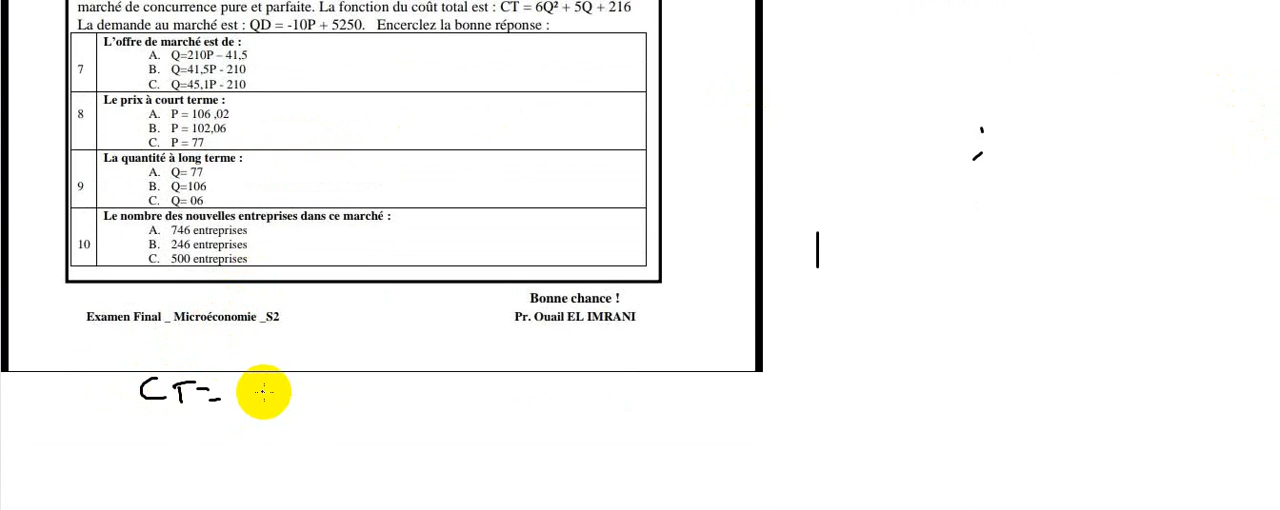 marché de concurrence pure et parfaite. La fonction du coût total est : CT = 6Q² + 5Q + 216
La demande au marché est : QD = -10P + 5250. Encerclez la bonne réponse :
L'offre de marché est de :
A. Q=210P – 41,5
7 B. Q=41,5P - 210
C. Q=45,1P - 210
Le prix à court terme :
8 A. P = 106 ,02
B. P = 102,06
C. P = 77
La quantité à long terme :
A. Q= 77
9 B. Q=106
C. Q= 06
Le nombre des nouvelles entreprises dans ce marché :
A. 746 entreprises
10 B. 246 entreprises
C. 500 entreprises
Bonne chance !
Examen Final _ Microéconomie _S2 Pr. Ouail EL IMRANI
CT=